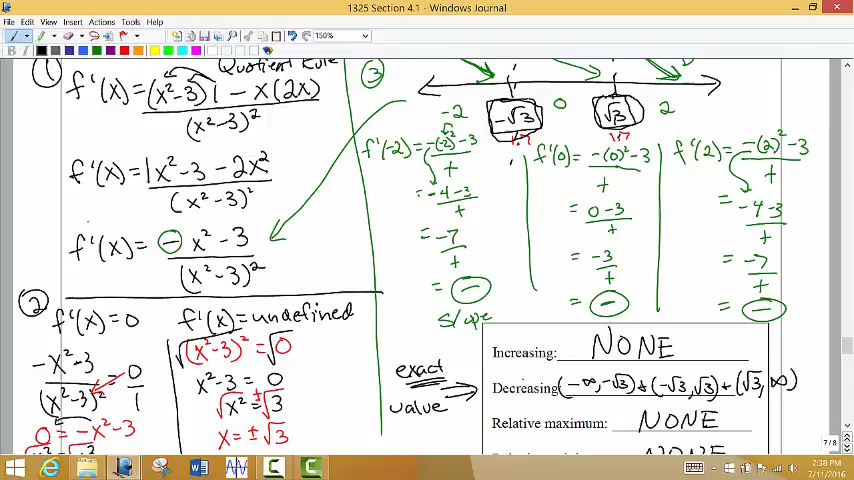 1325 Section 4.1 - Windows Journal
File Edit View Insert Actions Tools Help
150%
① Quotient Rule
f'(x) = (x²-3)1 - x(2x)
(x²-3)²
f'(x) = 1x²-3-2x²
(x²-3)²
f'(x) = -x²-3
(x²-3)²
② f'(x)=0
-x²-3 = 0
(x²-3)² 1
0 = -x²-3
f'(x)=undefined
√(x²-3)² = √0
x²-3 = 0
√x² = ±√3
x = ±√3
③
-2 -√3 0 √3 2
1.7 1.7
f'(-2) = -(-2)²-3
+
= -4-3
+
= -7
+
= -
Slope
f'(0) = -(0)²-3
+
= 0-3
+
= -3
+
= -
f'(2) = -(2)²-3
+
= -4-3
+
= -7
+
= -
exact
value
Increasing: NONE
Decreasing (-∞,-√3) + (-√3,√3) + (√3,∞)
Relative maximum: NONE
7/8
7:38 PM
7/11/2016